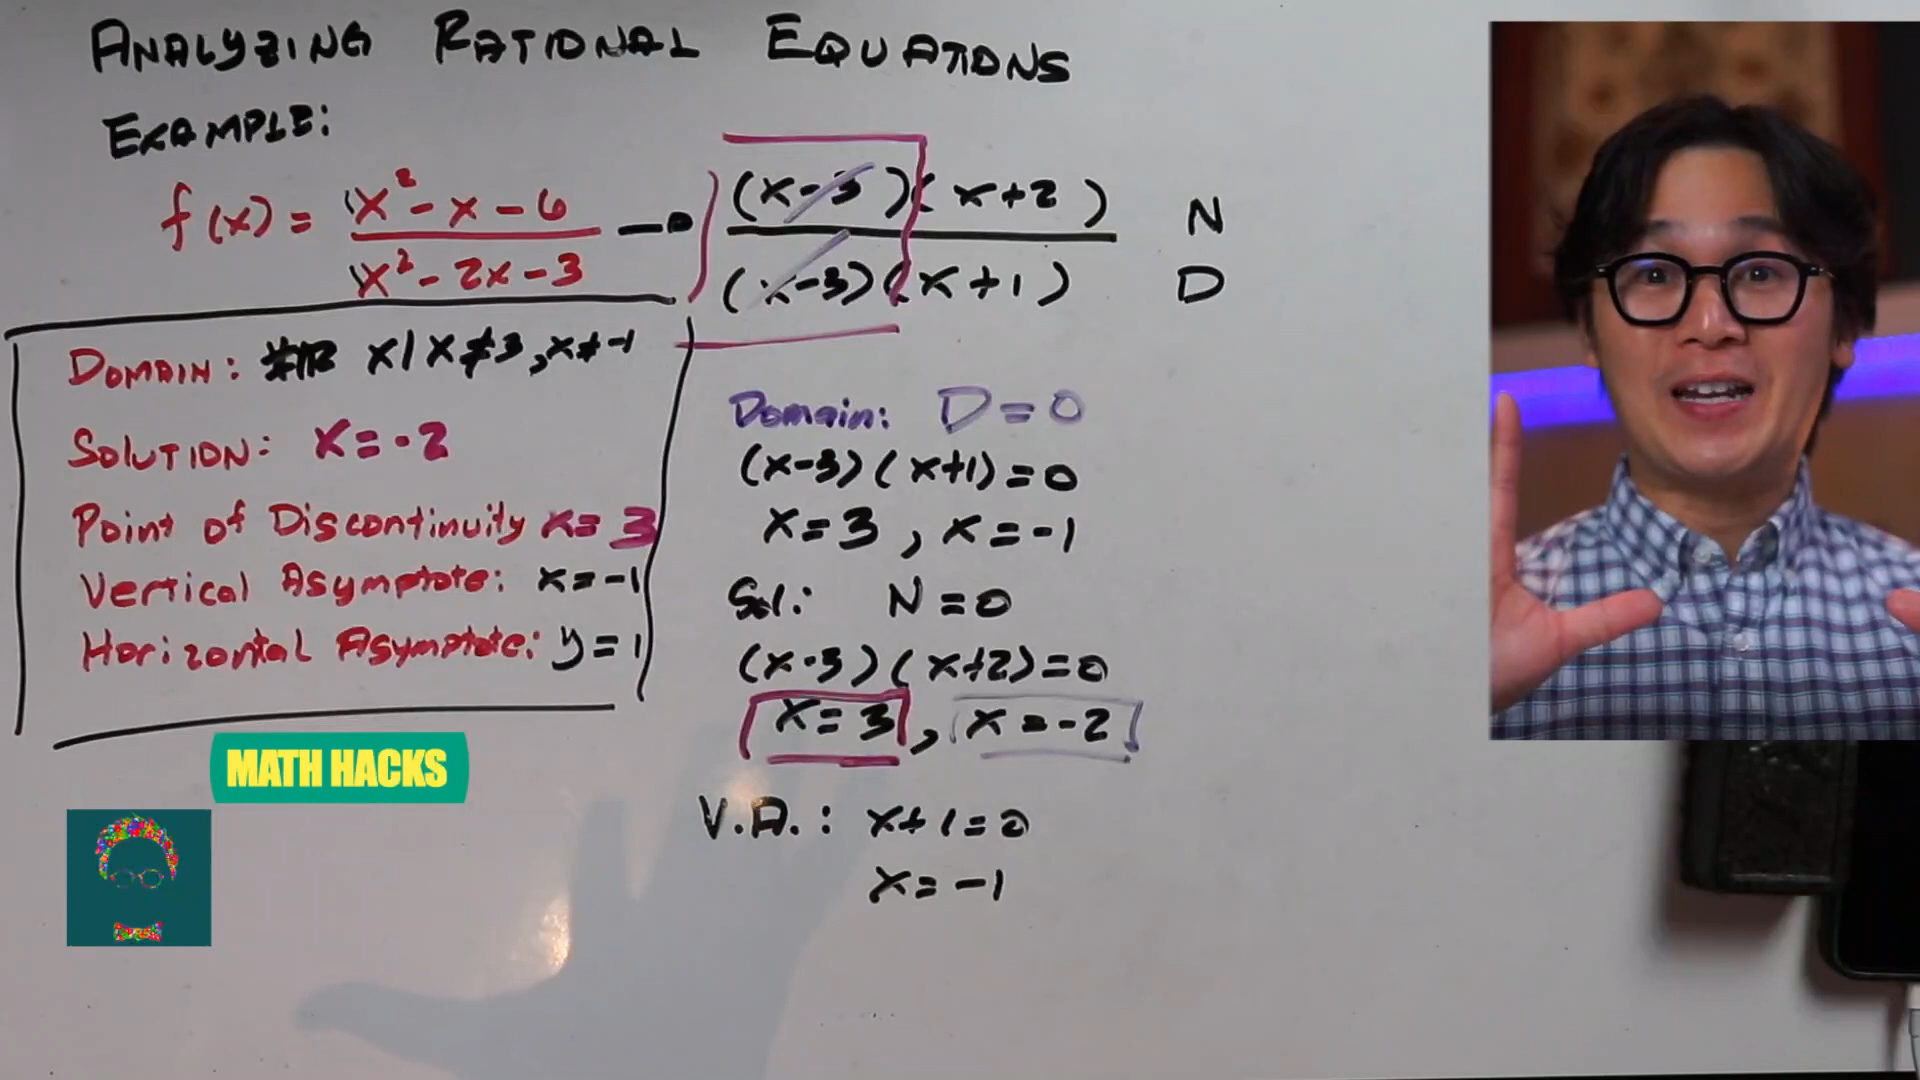 ANALYZING RATIONAL EQUATIONS
EXAMPLE:
f(x) = x² - x - 6 / x² - 2x - 3 → (x-3)(x+2) / (x-3)(x+1)
N
D
DOMAIN: x | x≠3, x≠-1
SOLUTION: x = -2
Point of Discontinuity x = 3
Vertical Asymptote: x = -1
Horizontal Asymptote: y = 1
Domain: D = 0
(x-3)(x+1) = 0
x = 3, x = -1
Sol.: N = 0
(x-3)(x+2) = 0
x = 3, x = -2
V.A.: x+1 = 0
x = -1
MATH HACKS